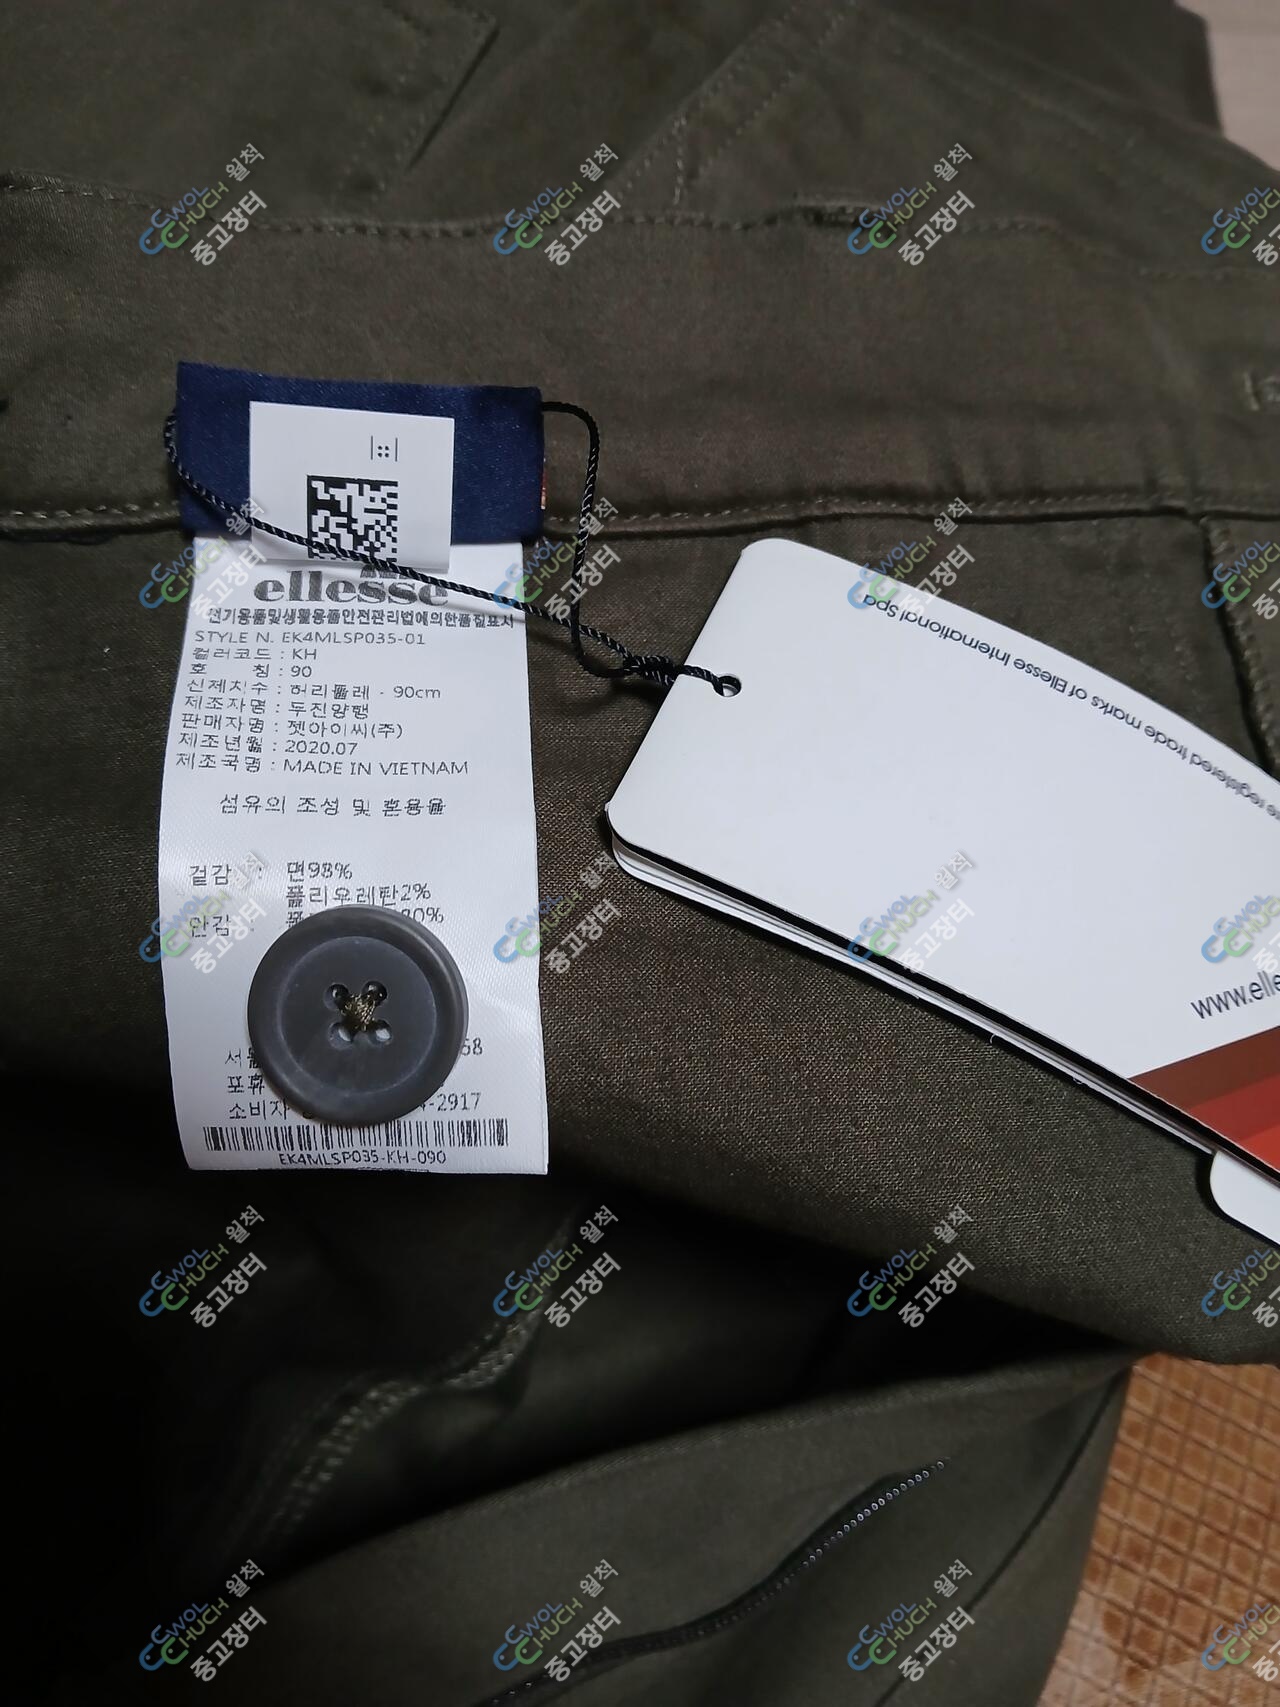 ellesse
전기용품및생활용품안전관리법에의한품질표시
STYLE N. EK4MLSP035-01
컬러코드 : KH
호 칭 : 90
신체치수 : 허리둘레 - 90cm
제조자명 : 두진양행
판매자명 : 젯아이씨(주)
제조년월 : 2020.07
제조국명 : MADE IN VIETNAM
섬유의 조성 및 혼용율
겉감 : 면98%
폴리우레탄2%
안감 :
소비자
-2917
EK4MLSP035-KH-090
registered trade marks of Ellesse International Spa
CWOL CHUCH 월척 중고장터